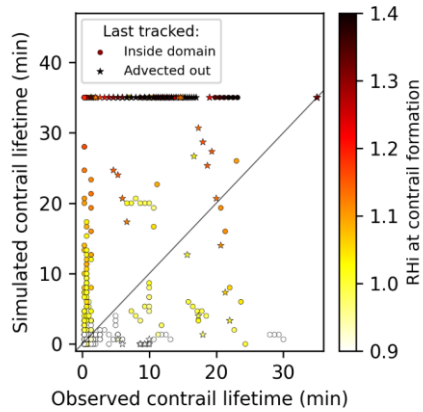 Last tracked:
Inside domain
Advected out
Simulated contrail lifetime (min)
40
30
20
10
0
0 10 20 30
Observed contrail lifetime (min)
1.4
1.3
1.2
1.1
1.0
0.9
RHi at contrail formation